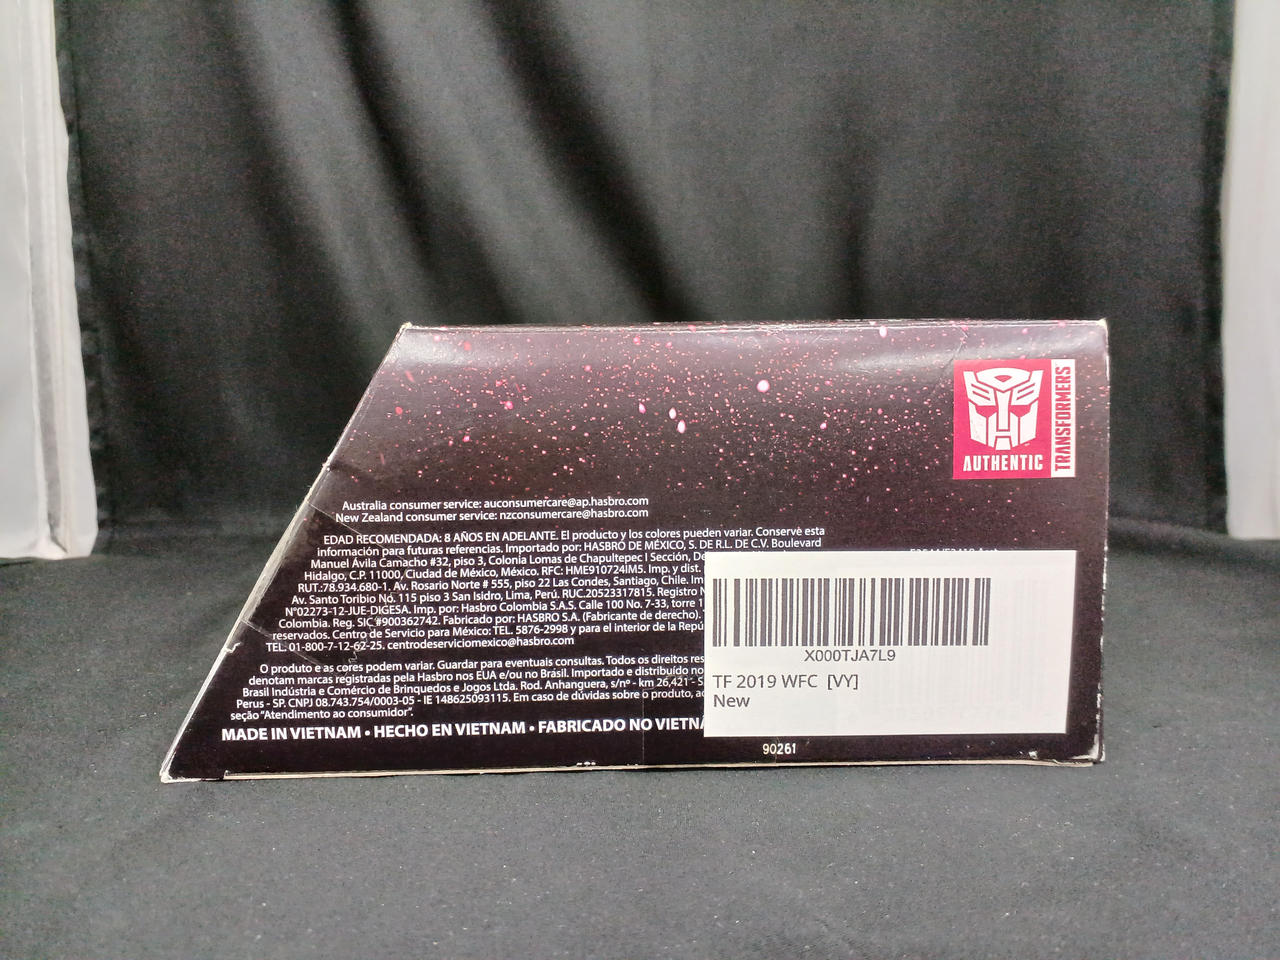 AUTHENTIC
TRANSFORMERS
Australia consumer service: auconsumercare@ap.hasbro.com
New Zealand consumer service: nzconsumercare@hasbro.com
EDAD RECOMENDADA: 8 AÑOS EN ADELANTE. El producto y los colores pueden variar. Conserve esta
información para futuras referencias. Importado por: HASBRO DE MÉXICO, S. DE R.L. DE C.V. Boulevard
Manuel Ávila Camacho #32, piso 3, Colonia Lomas de Chapultepec I Sección, De
Hidalgo, C.P. 11000, Ciudad de México, México. RFC: HME910724IM5. Imp. y dist.
RUT.:78.934.680-1. Av. Rosario Norte # 555, piso 22 Las Condes, Santiago, Chile. Im
Av. Santo Toribio No. 115 piso 3 San Isidro, Lima, Perú. RUC.20523317815. Registro N
N°02273-12-JUE-DIGESA. Imp. por: Hasbro Colombia S.A.S. Calle 100 No. 7-33, torre 1
Colombia. Reg. SIC #900362742. Fabricado por: HASBRO S.A. (Fabricante de derecho).
reservados. Centro de Servicio para México: TEL. 5876-2998 y para el interior de la Repú
TEL. 01-800-7-12-62-25. centrodeserviciomexico@hasbro.com
O produto e as cores podem variar. Guardar para eventuais consultas. Todos os direitos res
denotam marcas registradas pela Hasbro nos EUA e/ou no Brasil. Importado e distribuído no
Brasil Indústria e Comércio de Brinquedos e Jogos Ltda. Rod. Anhanguera, s/nº - km 26,421 - S
Perus - SP. CNPJ 08.743.754/0003-05 - IE 148625093115. Em caso de dúvidas sobre o produto, ac
seção "Atendimento ao consumidor".
MADE IN VIETNAM • HECHO EN VIETNAM • FABRICADO NO VIETNÃ
X000TJA7L9
TF 2019 WFC [VY]
New
90261